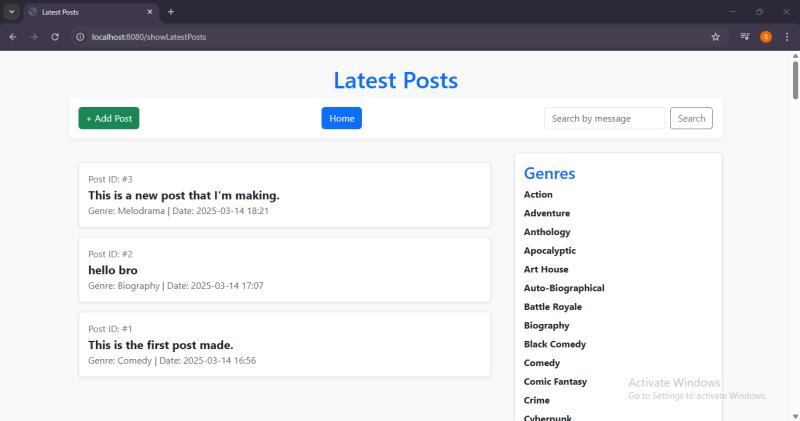 Latest Posts
localhost:8080/showLatestPosts
S
Latest Posts
+ Add Post
Home
Search by message
Search
Post ID: #3
This is a new post that I'm making.
Genre: Melodrama | Date: 2025-03-14 18:21
Post ID: #2
hello bro
Genre: Biography | Date: 2025-03-14 17:07
Post ID: #1
This is the first post made.
Genre: Comedy | Date: 2025-03-14 16:56
Genres
Action
Adventure
Anthology
Apocalyptic
Art House
Auto-Biographical
Battle Royale
Biography
Black Comedy
Comedy
Comic Fantasy
Crime
Cyberpunk
Activate Windows
Go to Settings to activate Windows.